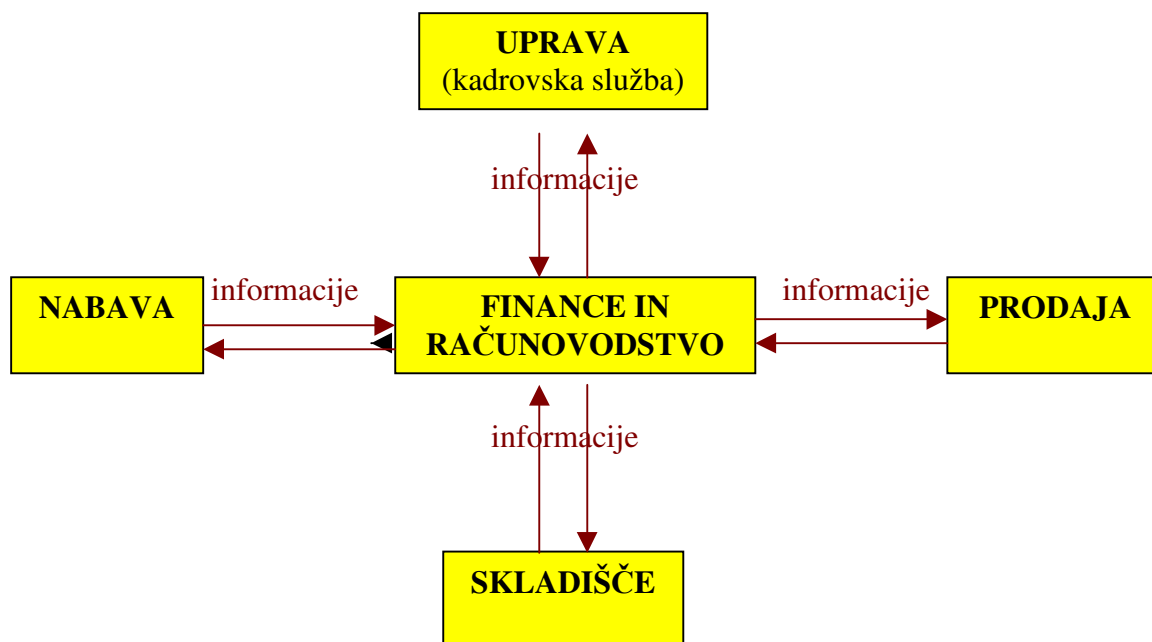 UPRAVA
(kadrovska služba)
informacije
NABAVA
informacije
FINANCE IN
RAČUNOVODSTVO
informacije
PRODAJA
informacije
SKLADIŠČE